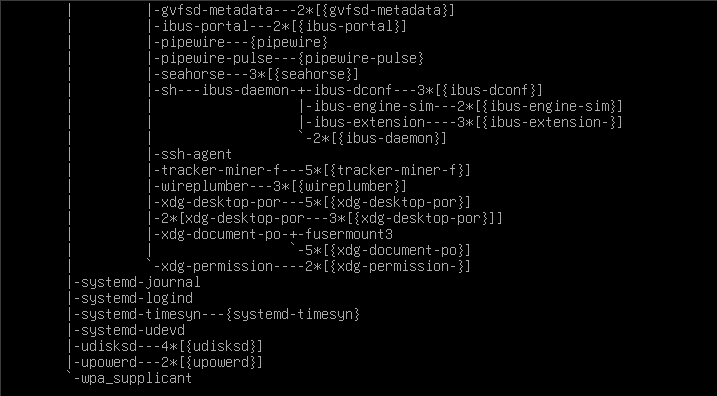 |         |-gvfsd-metadata---2*[{gvfsd-metadata}]
        |         |-ibus-portal---2*[{ibus-portal}]
        |         |-pipewire---{pipewire}
        |         |-pipewire-pulse---{pipewire-pulse}
        |         |-seahorse---3*[{seahorse}]
        |         |-sh---ibus-daemon-+-ibus-dconf---3*[{ibus-dconf}]
        |         |                  |-ibus-engine-sim---2*[{ibus-engine-sim}]
        |         |                  |-ibus-extension----3*[{ibus-extension-}]
        |         |                  `-2*[{ibus-daemon}]
        |         |-ssh-agent
        |         |-tracker-miner-f---5*[{tracker-miner-f}]
        |         |-wireplumber---3*[{wireplumber}]
        |         |-xdg-desktop-por---5*[{xdg-desktop-por}]
        |         |-2*[xdg-desktop-por---3*[{xdg-desktop-por}]]
        |         |-xdg-document-po-+-fusermount3
        |         |                 `-5*[{xdg-document-po}]
        |         `-xdg-permission----2*[{xdg-permission-}]
        |-systemd-journal
        |-systemd-logind
        |-systemd-timesyn---{systemd-timesyn}
        |-systemd-udevd
        |-udisksd---4*[{udisksd}]
        |-upowerd---2*[{upowerd}]
        `-wpa_supplicant